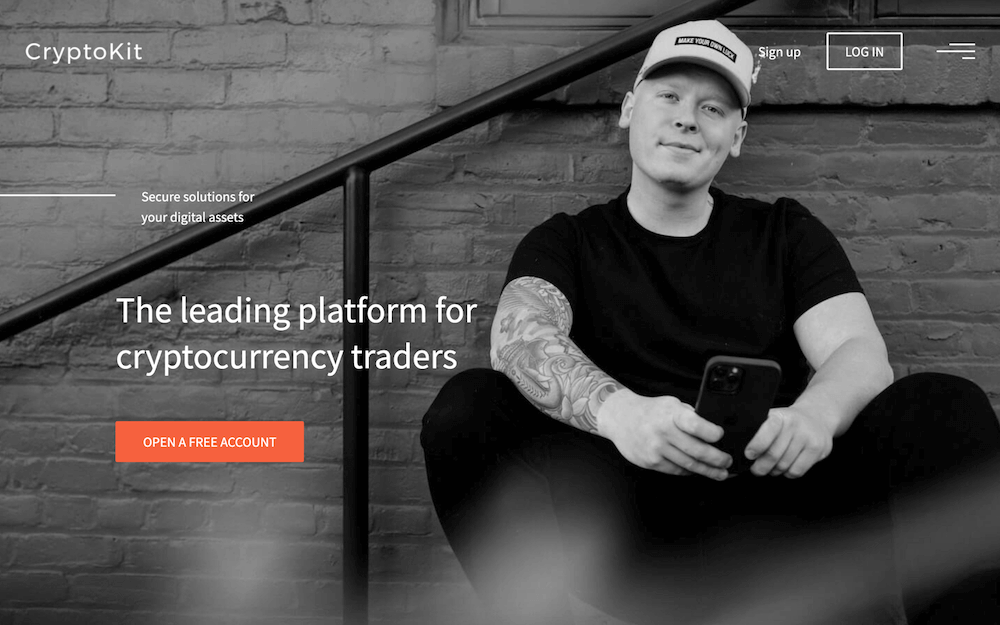 CryptoKit
MAKE YOUR OWN LUCK
Sign up
LOG IN
Secure solutions for
your digital assets
The leading platform for
cryptocurrency traders
OPEN A FREE ACCOUNT